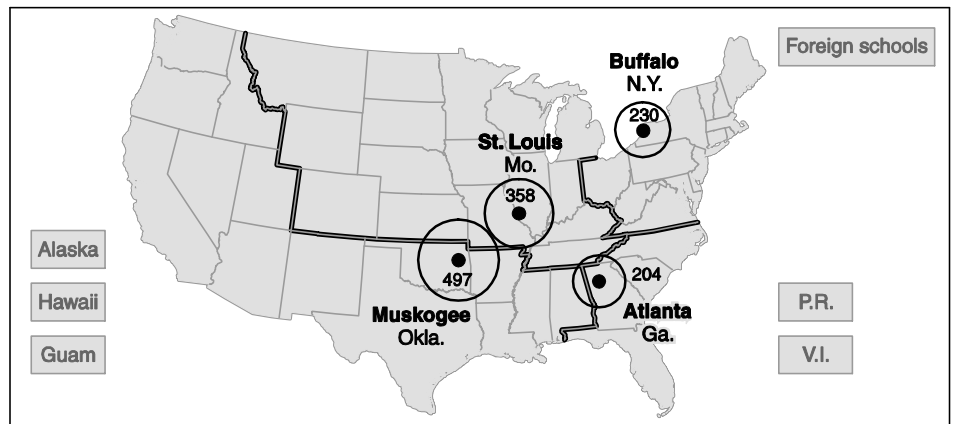 Foreign schools
Buffalo
N.Y.
230
St. Louis
Mo.
358
Alaska
204
497
Hawaii
P.R.
Muskogee
Okla.
Atlanta
Ga.
Guam
V.I.